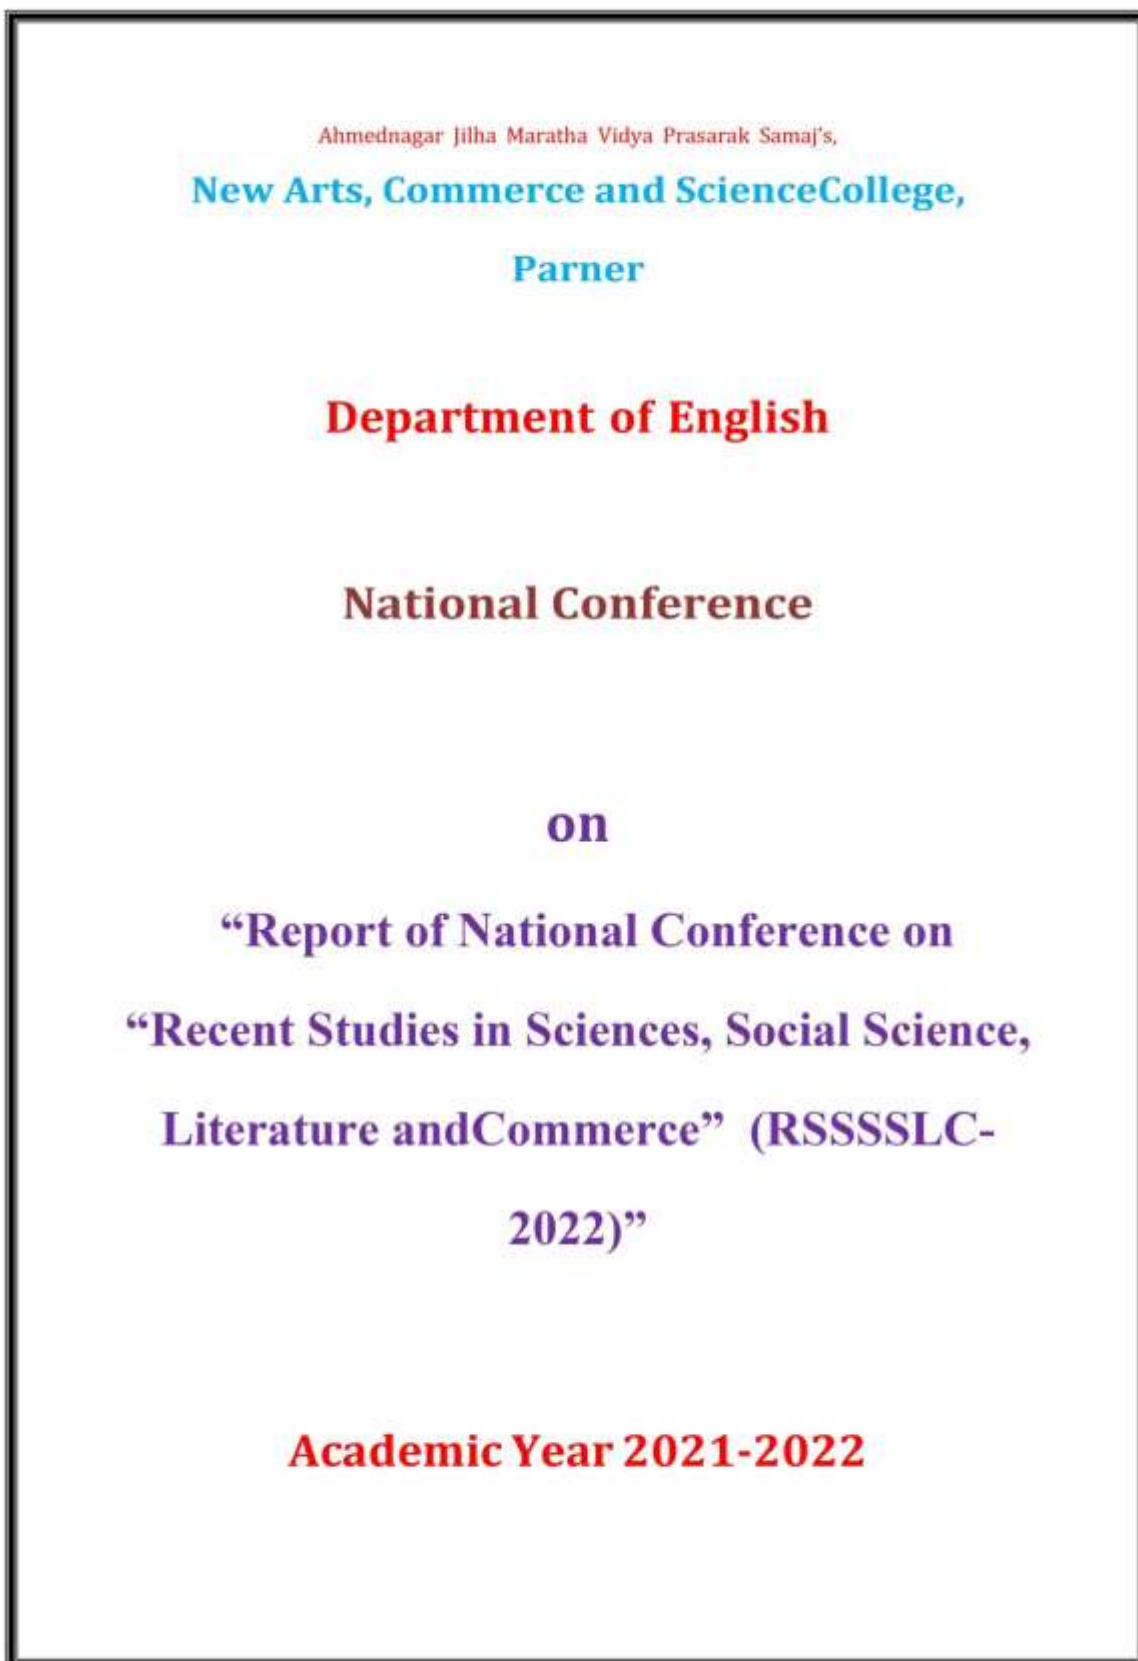 Ahmednagar Jilha Maratha Vidya Prasarak Samaj's,
New Arts, Commerce and ScienceCollege,
Parner
Department of English
National Conference
on
“Report of National Conference on
“Recent Studies in Sciences, Social Science,
Literature andCommerce” (RSSSSLC-
2022)”
Academic Year 2021-2022